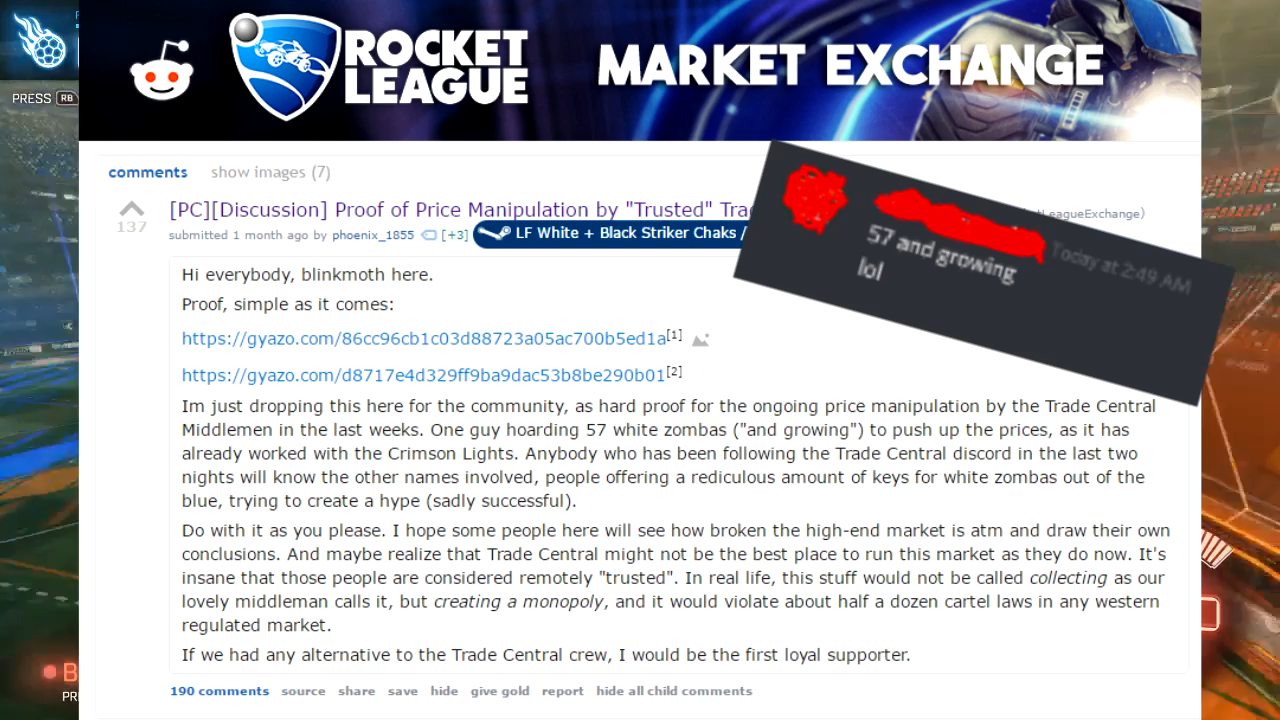 ROCKET
LEAGUE
MARKET EXCHANGE
PRESS RB
comments show images (7)
137
[PC][Discussion] Proof of Price Manipulation by "Trusted"
submitted 1 month ago by phoenix_1855 [+3] LF White + Black Striker Chaks /
57 and growing
lol
Today at 2:49 AM
Hi everybody, blinkmoth here.
Proof, simple as it comes:
https://gyazo.com/86cc96cb1c03d88723a05ac700b5ed1a[1]
https://gyazo.com/d8717e4d329ff9ba9dac53b8be290b01[2]
Im just dropping this here for the community, as hard proof for the ongoing price manipulation by the Trade Central
Middlemen in the last weeks. One guy hoarding 57 white zombas ("and growing") to push up the prices, as it has
already worked with the Crimson Lights. Anybody who has been following the Trade Central discord in the last two
nights will know the other names involved, people offering a rediculous amount of keys for white zombas out of the
blue, trying to create a hype (sadly successful).
Do with it as you please. I hope some people here will see how broken the high-end market is atm and draw their own
conclusions. And maybe realize that Trade Central might not be the best place to run this market as they do now. It's
insane that those people are considered remotely "trusted". In real life, this stuff would not be called collecting as our
lovely middleman calls it, but creating a monopoly, and it would violate about half a dozen cartel laws in any western
regulated market.
If we had any alternative to the Trade Central crew, I would be the first loyal supporter.
190 comments source share save hide give gold report hide all child comments